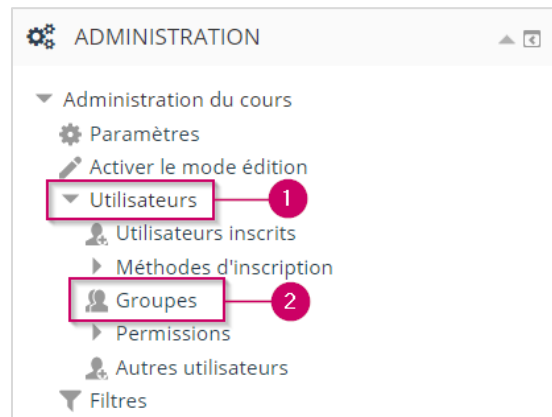 ADMINISTRATION
Administration du cours
Paramètres
Activer le mode édition
Utilisateurs 1
Utilisateurs inscrits
Méthodes d'inscription
Groupes 2
Permissions
Autres utilisateurs
Filtres